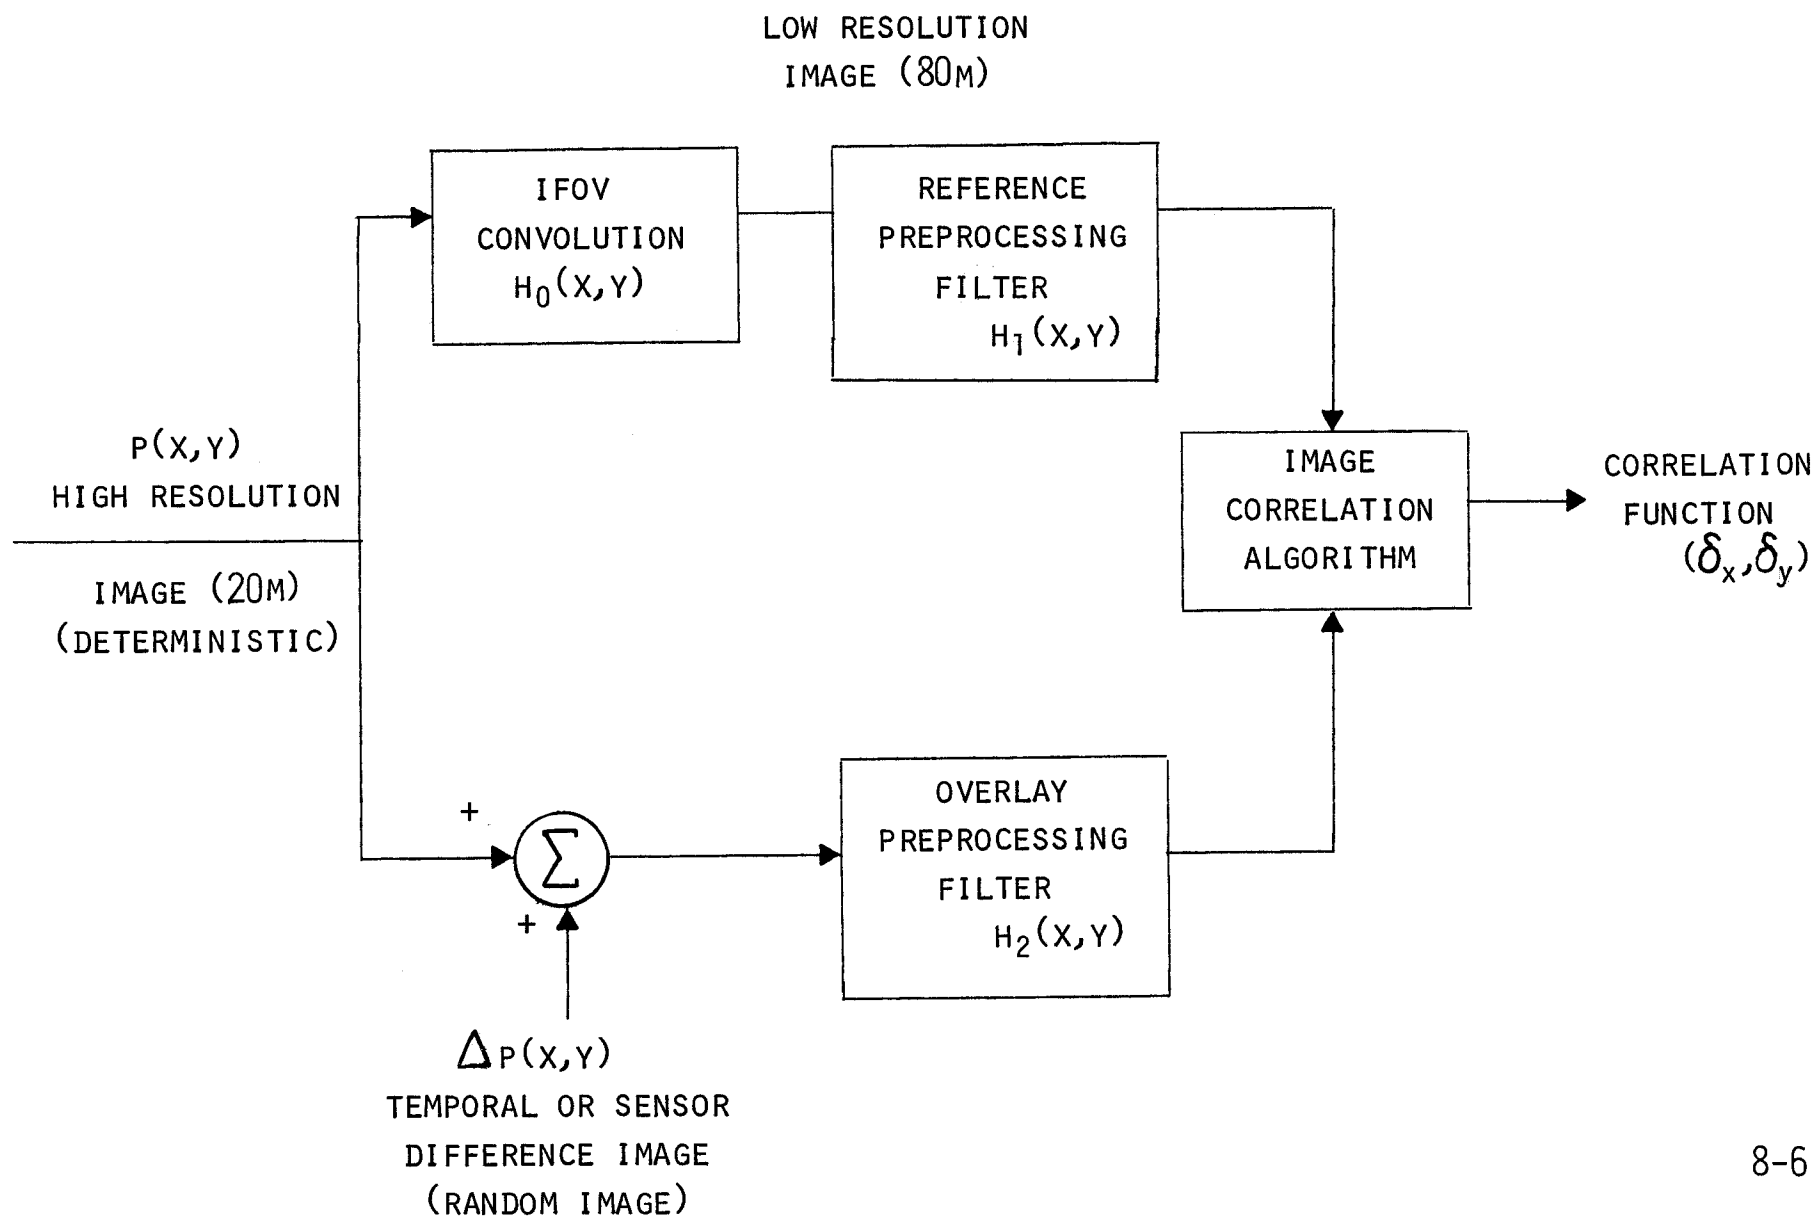 LOW RESOLUTION
IMAGE (80M)
IFOV
CONVOLUTION
H₀(X,Y)
REFERENCE
PREPROCESSING
FILTER
H₁(X,Y)
P(X,Y)
HIGH RESOLUTION
IMAGE (20M)
(DETERMINISTIC)
IMAGE
CORRELATION
ALGORITHM
CORRELATION
FUNCTION
(δₓ,δᵧ)
+
Σ
+
OVERLAY
PREPROCESSING
FILTER
H₂(X,Y)
ΔP(X,Y)
TEMPORAL OR SENSOR
DIFFERENCE IMAGE
(RANDOM IMAGE)
8-6